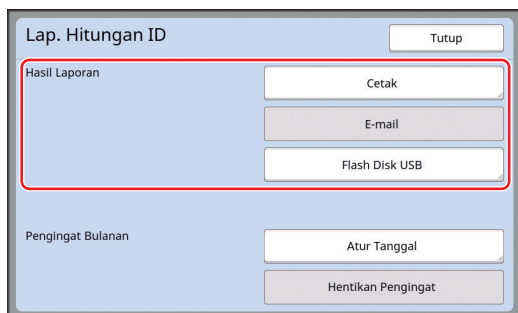 Lap. Hitungan ID
Tutup
Hasil Laporan
Cetak
E-mail
Flash Disk USB
Pengingat Bulanan
Atur Tanggal
Hentikan Pengingat